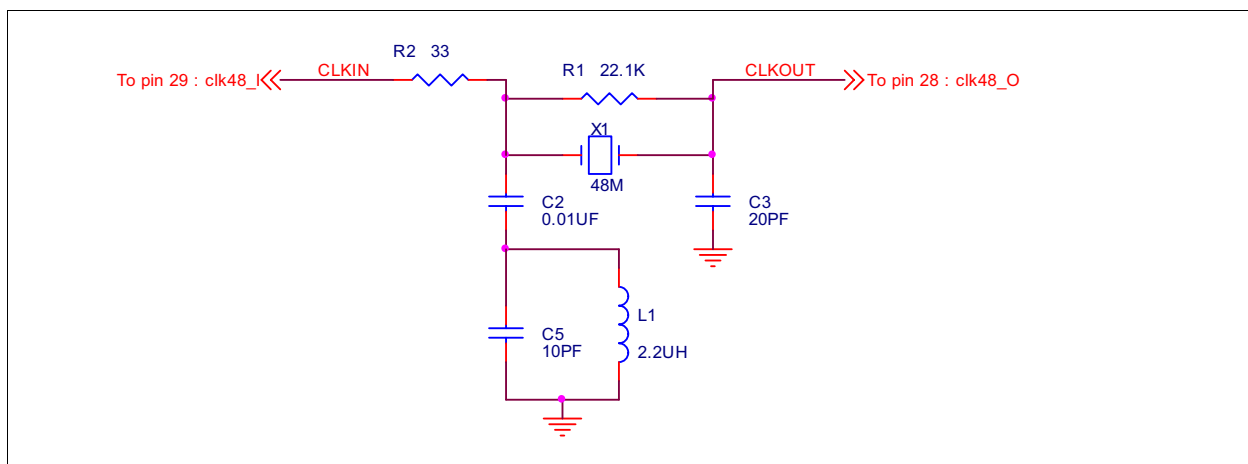 R2 33
CLKIN
To pin 29 : clk48_I
R1 22.1K
CLKOUT
To pin 28 : clk48_O
X1
48M
C2
0.01UF
C3
20PF
C5
10PF
L1
2.2UH